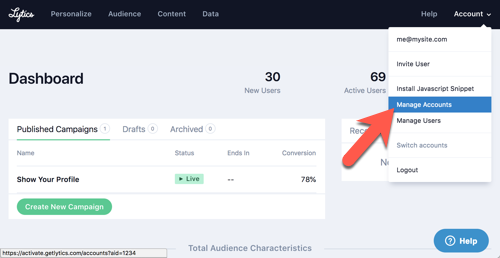 Lytics Personalize Audience Content Data Help Account
me@mysite.com
Invite User
Install Javascript Snippet
Manage Accounts
Manage Users
Switch accounts
Logout
Dashboard
30
New Users
69
Active Users
Published Campaigns 1 Drafts 0 Archived 0
Name Status Ends In Conversion
Show Your Profile Live -- 78%
Create New Campaign
Total Audience Characteristics
Help
https://activate.getlytics.com/accounts?aid=1234